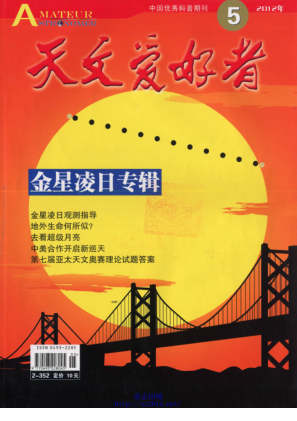 AMATEUR
中国优秀科普期刊
5
2012年
天文爱好者
金星凌日专辑
金星凌日观测指导
地外生命何所似?
去看超级月亮
中美合作开启新巡天
第七届亚太天文奥赛理论试题答案
ISSN 0493-2285
2-352 定价 10元